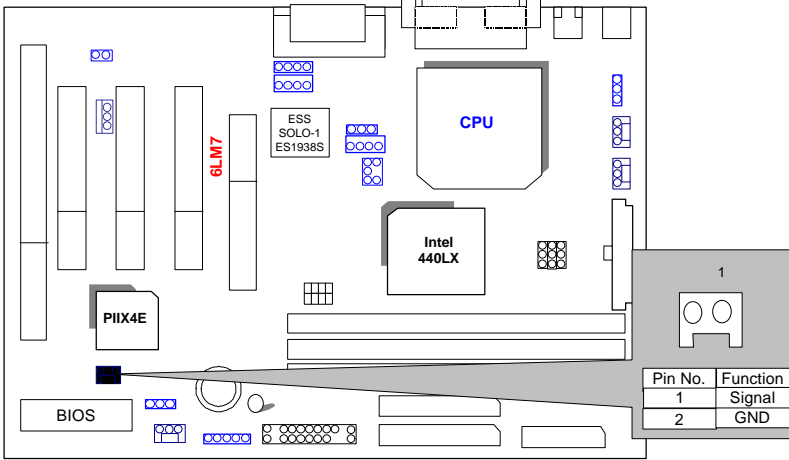 ESS
SOLO-1
ES1938S
CPU
6LM7
Intel
440LX
PIIX4E
BIOS
1
Pin No. Function
1 Signal
2 GND